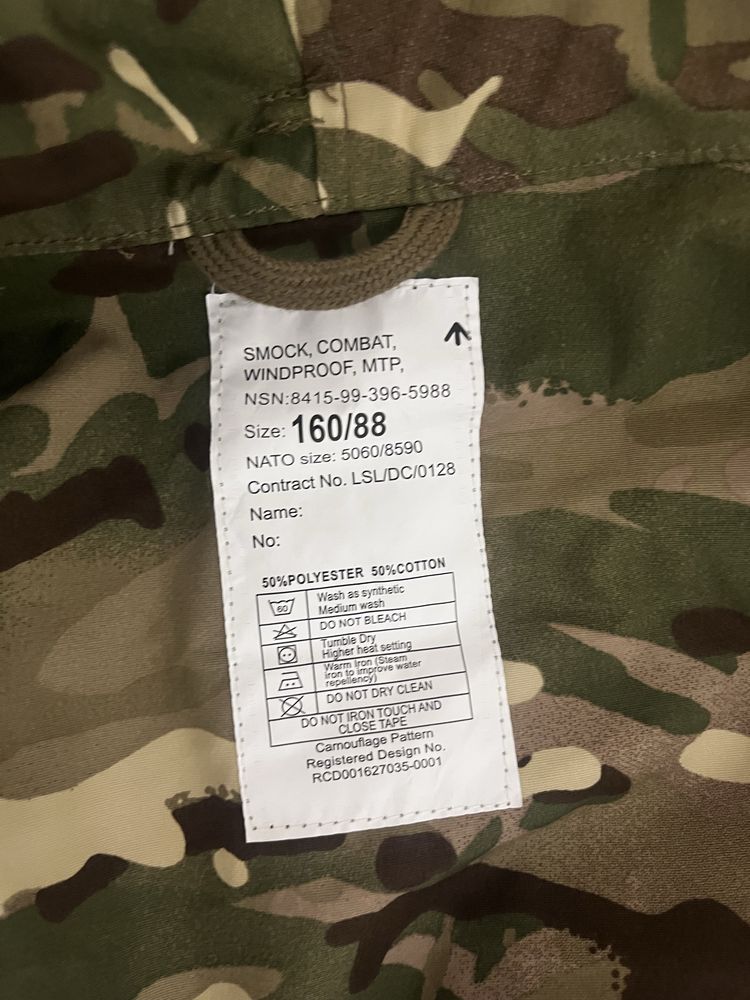 SMOCK, COMBAT,
WINDPROOF, MTP,
NSN:8415-99-396-5988
Size: 160/88
NATO size: 5060/8590
Contract No. LSL/DC/0128
Name:
No:
50%POLYESTER 50%COTTON
60
Wash as synthetic
Medium wash
DO NOT BLEACH
Tumble Dry
Higher heat setting
Warm Iron (Steam
iron to improve water
repellency)
DO NOT DRY CLEAN
DO NOT IRON TOUCH AND
CLOSE TAPE
Camouflage Pattern
Registered Design No.
RCD001627035-0001